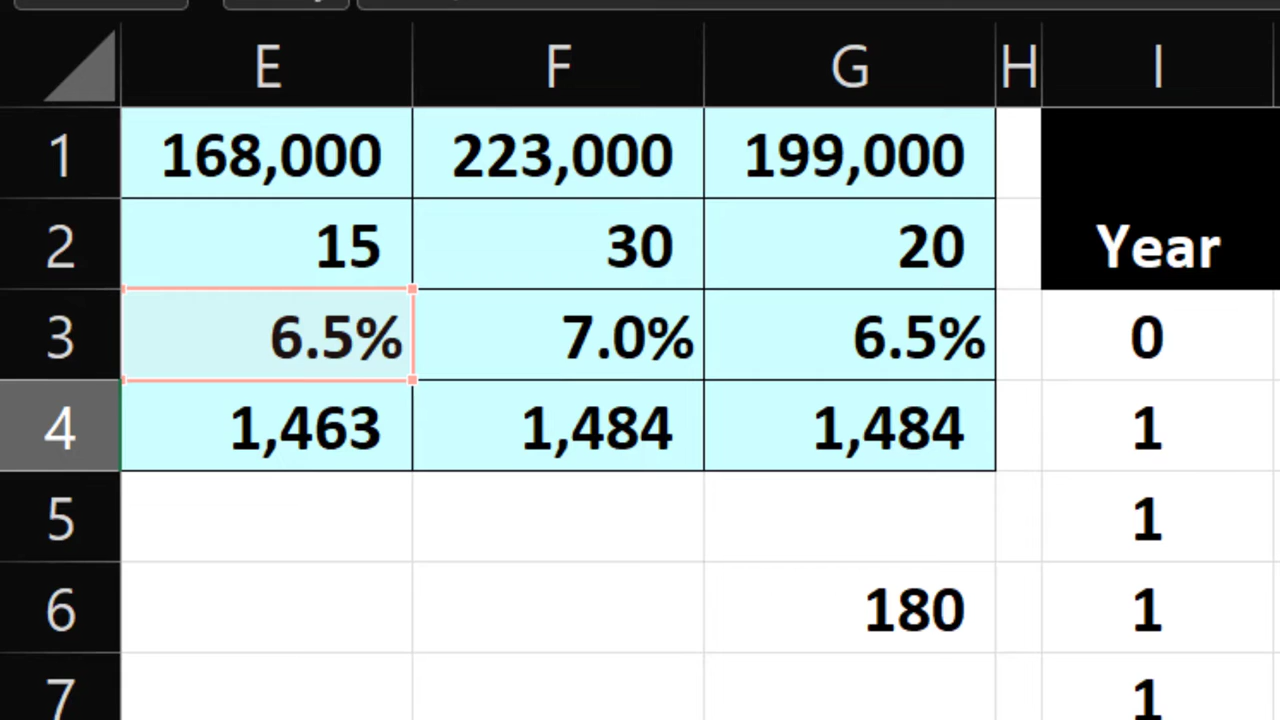 E F G H I
1 168,000 223,000 199,000
2 15 30 20 Year
3 6.5% 7.0% 6.5% 0
4 1,463 1,484 1,484 1
5 1
6 180 1
7 1